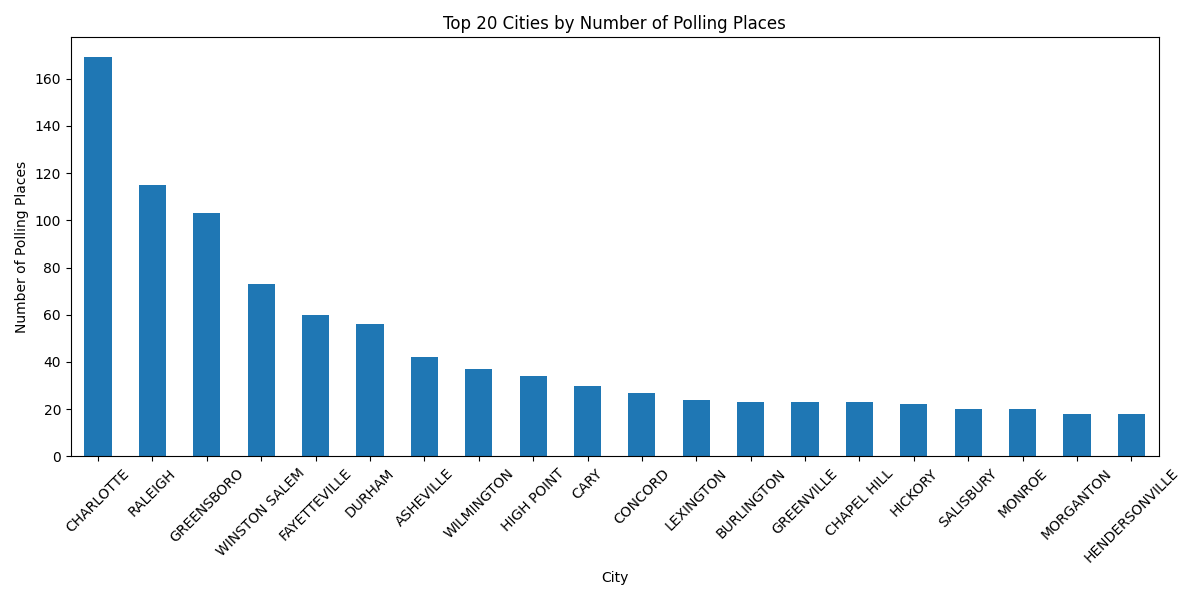 Top 20 Cities by Number of Polling Places
Number of Polling Places
160
140
120
100
80
60
40
20
0
CHARLOTTE
RALEIGH
GREENSBORO
WINSTON SALEM
FAYETTEVILLE
DURHAM
ASHEVILLE
WILMINGTON
HIGH POINT
CARY
CONCORD
LEXINGTON
BURLINGTON
GREENVILLE
CHAPEL HILL
HICKORY
SALISBURY
MONROE
MORGANTON
HENDERSONVILLE
City